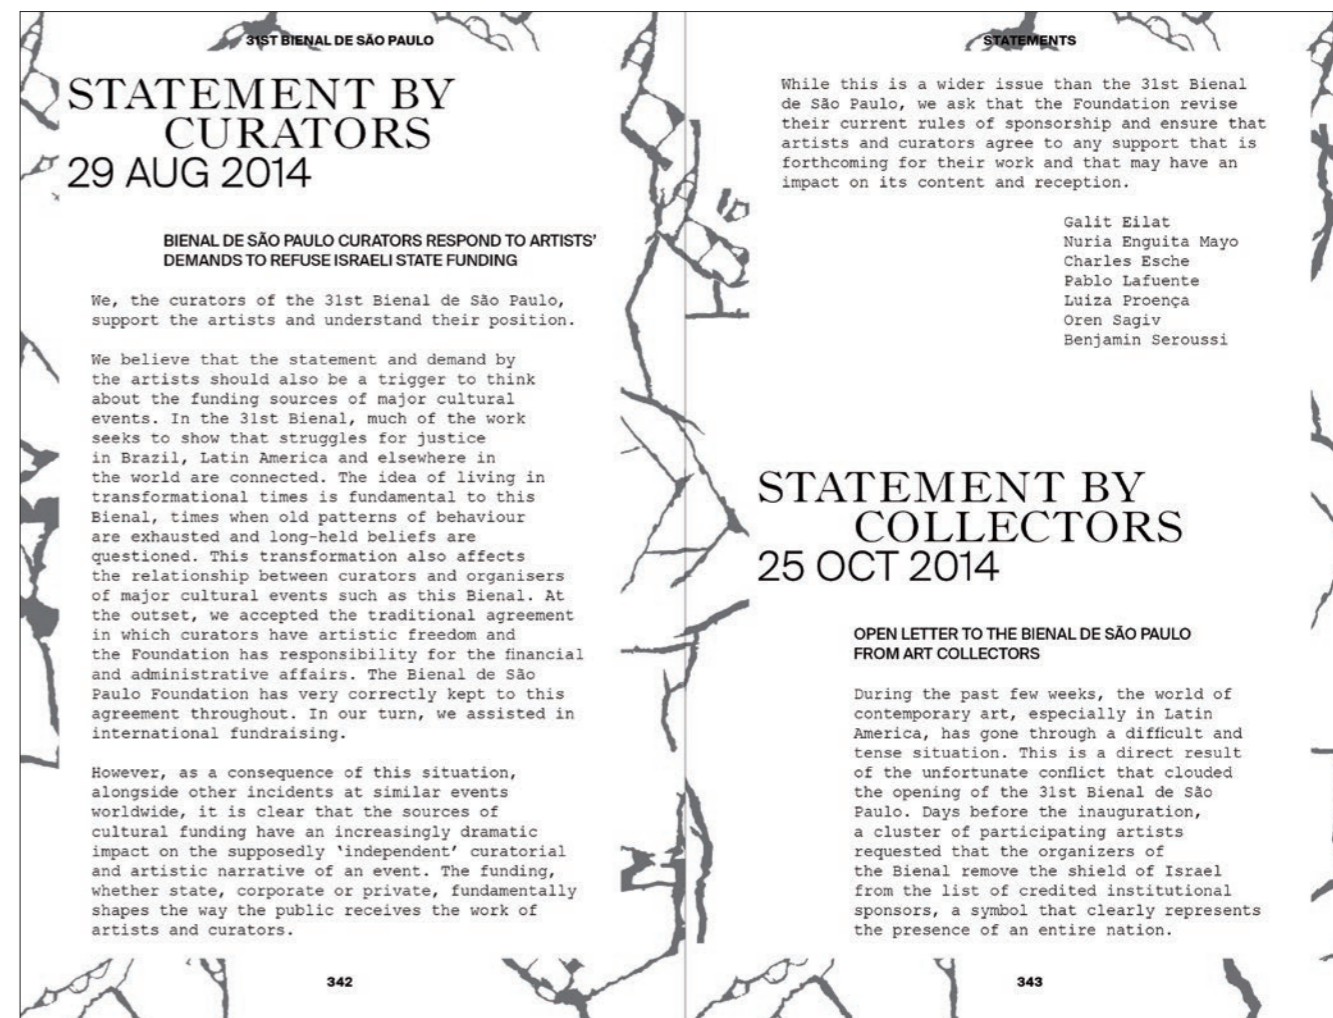 31ST BIENAL DE SÃO PAULO
STATEMENT BY
CURATORS
29 AUG 2014
BIENAL DE SÃO PAULO CURATORS RESPOND TO ARTISTS’
DEMANDS TO REFUSE ISRAELI STATE FUNDING
We, the curators of the 31st Bienal de São Paulo,
support the artists and understand their position.
We believe that the statement and demand by
the artists should also be a trigger to think
about the funding sources of major cultural
events. In the 31st Bienal, much of the work
seeks to show that struggles for justice
in Brazil, Latin America and elsewhere in
the world are connected. The idea of living in
transformational times is fundamental to this
Bienal, times when old patterns of behaviour
are exhausted and long-held beliefs are
questioned. This transformation also affects
the relationship between curators and organisers
of major cultural events such as this Bienal. At
the outset, we accepted the traditional agreement
in which curators have artistic freedom and
the Foundation has responsibility for the financial
and administrative affairs. The Bienal de São
Paulo Foundation has very correctly kept to this
agreement throughout. In our turn, we assisted in
international fundraising.
However, as a consequence of this situation,
alongside other incidents at similar events
worldwide, it is clear that the sources of
cultural funding have an increasingly dramatic
impact on the supposedly ‘independent’ curatorial
and artistic narrative of an event. The funding,
whether state, corporate or private, fundamentally
shapes the way the public receives the work of
artists and curators.
342
STATEMENTS
While this is a wider issue than the 31st Bienal
de São Paulo, we ask that the Foundation revise
their current rules of sponsorship and ensure that
artists and curators agree to any support that is
forthcoming for their work and that may have an
impact on its content and reception.
Galit Eilat
Nuria Enguita Mayo
Charles Esche
Pablo Lafuente
Luiza Proença
Oren Sagiv
Benjamin Seroussi
STATEMENT BY
COLLECTORS
25 OCT 2014
OPEN LETTER TO THE BIENAL DE SÃO PAULO
FROM ART COLLECTORS
During the past few weeks, the world of
contemporary art, especially in Latin
America, has gone through a difficult and
tense situation. This is a direct result
of the unfortunate conflict that clouded
the opening of the 31st Bienal de São
Paulo. Days before the inauguration,
a cluster of participating artists
requested that the organizers of
the Bienal remove the shield of Israel
from the list of credited institutional
sponsors, a symbol that clearly represents
the presence of an entire nation.
343